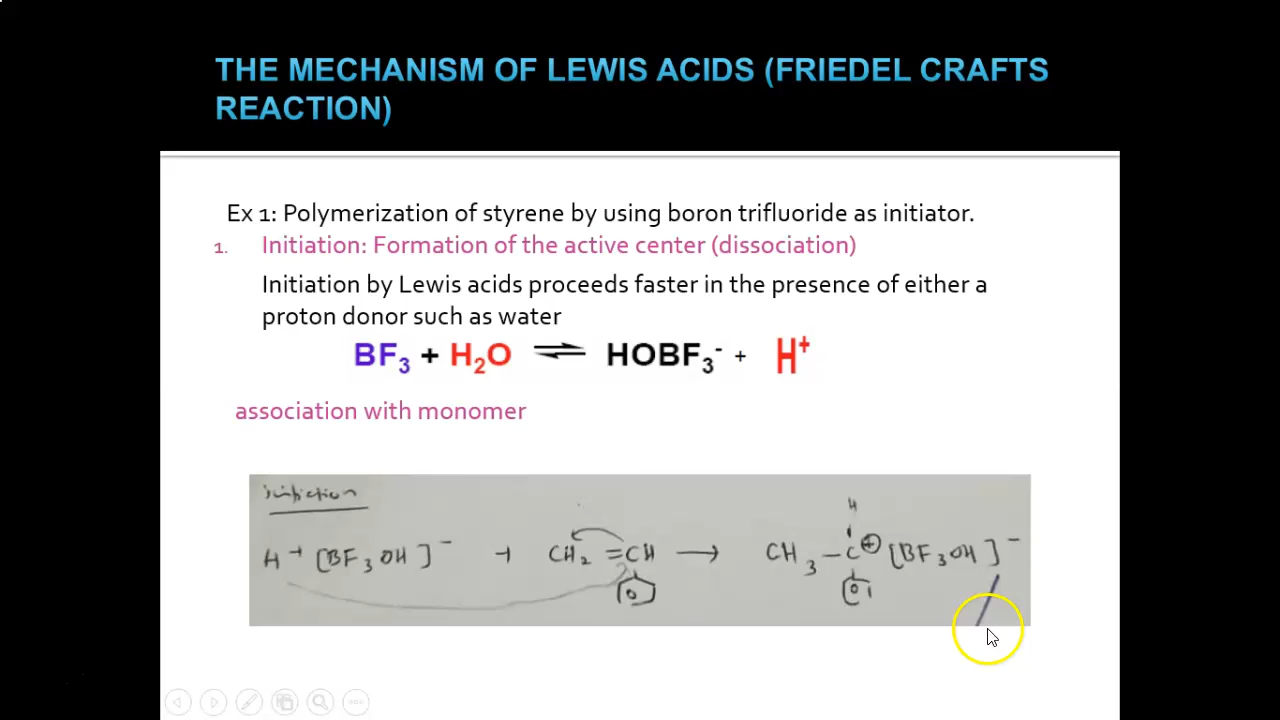 THE MECHANISM OF LEWIS ACIDS (FRIEDEL CRAFTS
REACTION)
Ex 1: Polymerization of styrene by using boron trifluoride as initiator.
1. Initiation: Formation of the active center (dissociation)
Initiation by Lewis acids proceeds faster in the presence of either a
proton donor such as water
BF₃ + H₂O ⇌ HOBF₃⁻ + H⁺
association with monomer
Initiation
H⁺ [BF₃OH]⁻ + CH₂=CH → CH₃–C⊕ [BF₃OH]⁻
H